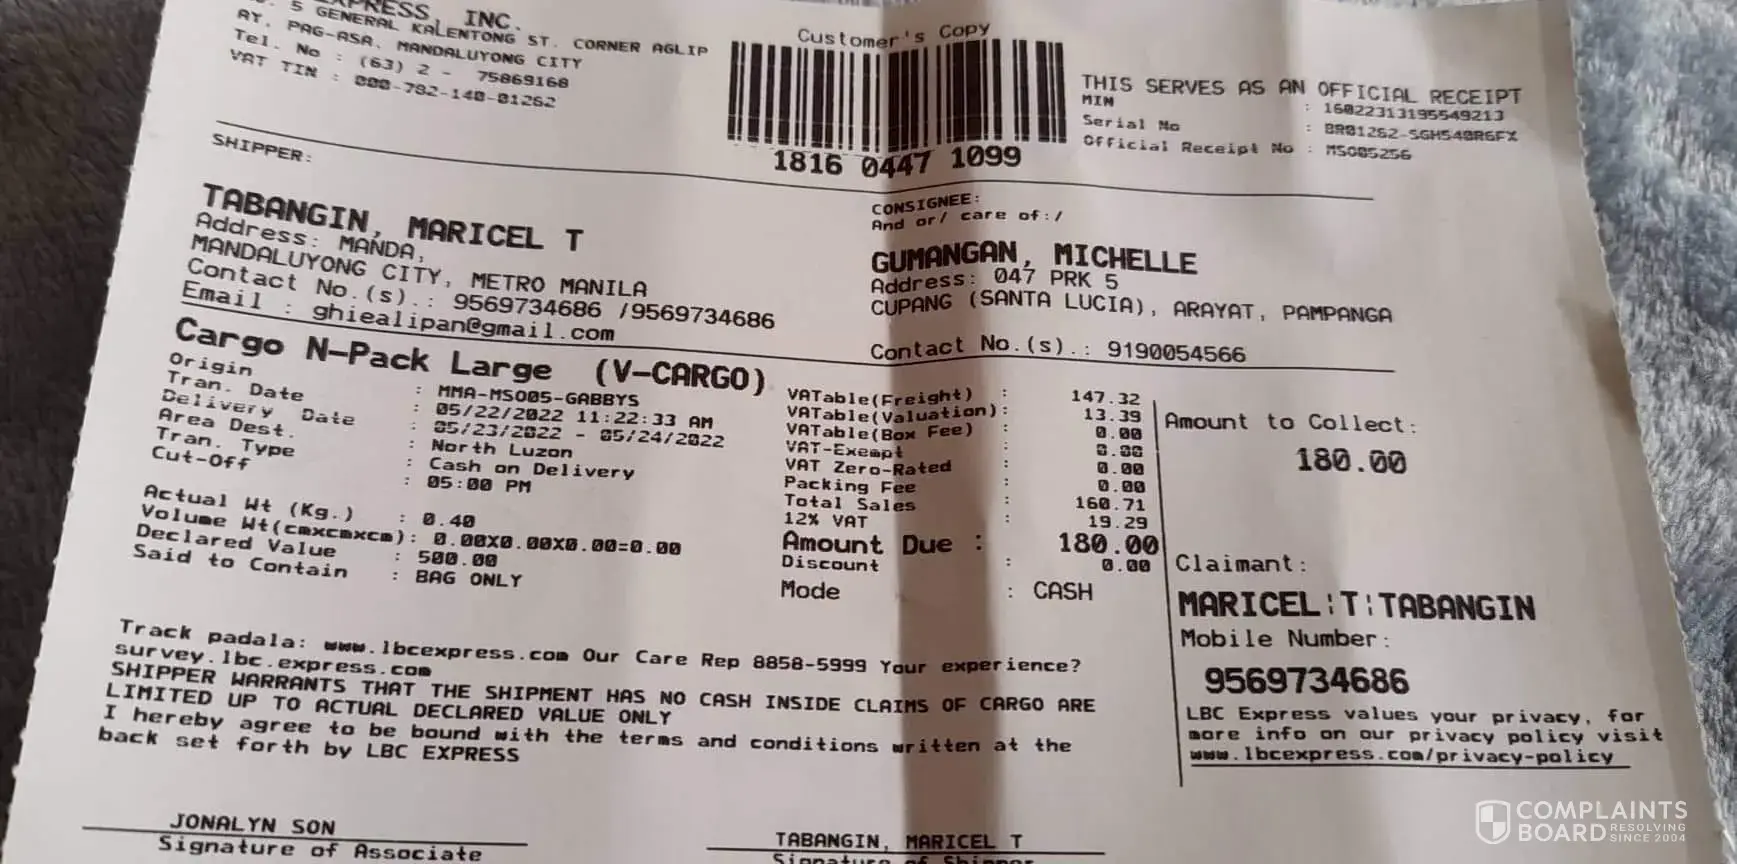 EXPRESS, INC.
5 GENERAL KALENTONG ST. CORNER AGLIP
AY, PAG-ASA, MANDALUYONG CITY
Tel. No : (63) 2 - 75869168
VAT TIN : 000-782-140-01262
Customer's Copy
1816 0447 1099
THIS SERVES AS AN OFFICIAL RECEIPT
MIN : 16022313195549213
Serial No : BR01262-SGH540R6FX
Official Receipt No : MS005256
SHIPPER:
TABANGIN, MARICEL T
Address: MANDA,
MANDALUYONG CITY, METRO MANILA
Contact No.(s).: 9569734686 /9569734686
Email : ghiealipan@gmail.com
CONSIGNEE:
And or/ care of:/
GUMANGAN, MICHELLE
Address: 047 PRK 5
CUPANG (SANTA LUCIA), ARAYAT, PAMPANGA
Contact No.(s).: 9190054566
Cargo N-Pack Large (V-CARGO)
Origin : MMA-MS005-GABBYS
Tran. Date : 05/22/2022 11:22:33 AM
Delivery Date : 05/23/2022 - 05/24/2022
Area Dest. : North Luzon
Tran. Type : Cash on Delivery
Cut-Off : 05:00 PM
Actual Wt (Kg.) : 0.40
Volume Wt(cmxcmxcm): 0.00X0.00X0.00=0.00
Declared Value : 500.00
Said to Contain : BAG ONLY
VATable(Freight) : 147.32
VATable(Valuation): 13.39
VATable(Box Fee) : 0.00
VAT-Exempt : 0.00
VAT Zero-Rated : 0.00
Packing Fee : 0.00
Total Sales : 160.71
12% VAT : 19.29
Amount Due : 180.00
Discount : 0.00
Mode : CASH
Amount to Collect:
180.00
Claimant:
MARICEL¦T¦TABANGIN
Mobile Number:
9569734686
LBC Express values your privacy, for
more info on our privacy policy visit
www.lbcexpress.com/privacy-policy
Track padala: www.lbcexpress.com Our Care Rep 8858-5999 Your experience?
survey.lbc.express.com
SHIPPER WARRANTS THAT THE SHIPMENT HAS NO CASH INSIDE CLAIMS OF CARGO ARE
LIMITED UP TO ACTUAL DECLARED VALUE ONLY
I hereby agree to be bound with the terms and conditions written at the
back set forth by LBC EXPRESS
JONALYN SON
Signature of Associate
TABANGIN, MARICEL T
Signature of Shipper
COMPLAINTS
BOARD RESOLVING SINCE 2004